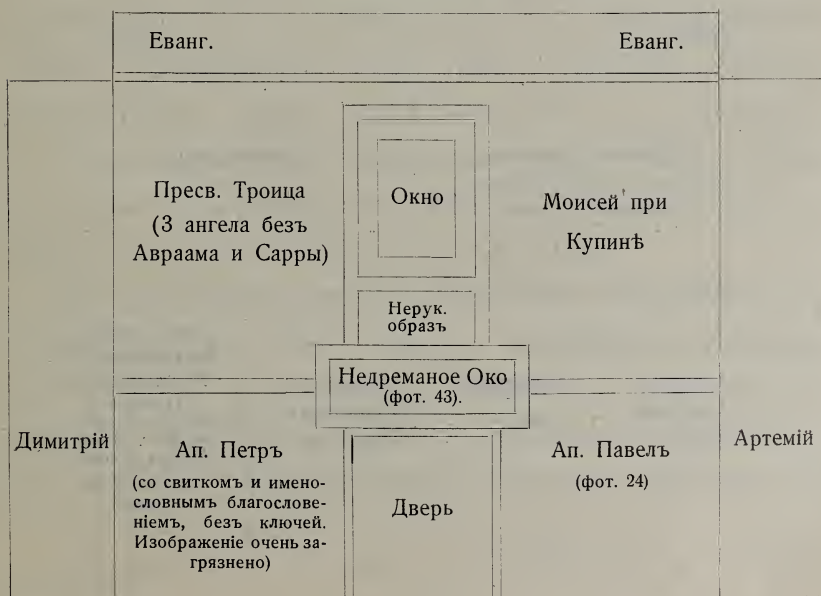 Еванг.
Еванг.
Пресв. Троица
(3 ангела безъ
Авраама и Сарры)
Окно
Моисей при
Купинѣ
Нерук.
образъ
Недреманое Око
(фот. 43).
Димитрій
Ап. Петръ
(со свиткомъ и имено-
словнымъ благослове-
ніемъ, безъ ключей.
Изображеніе очень за-
грязнено)
Дверь
Ап. Павелъ
(фот. 24)
Артемій